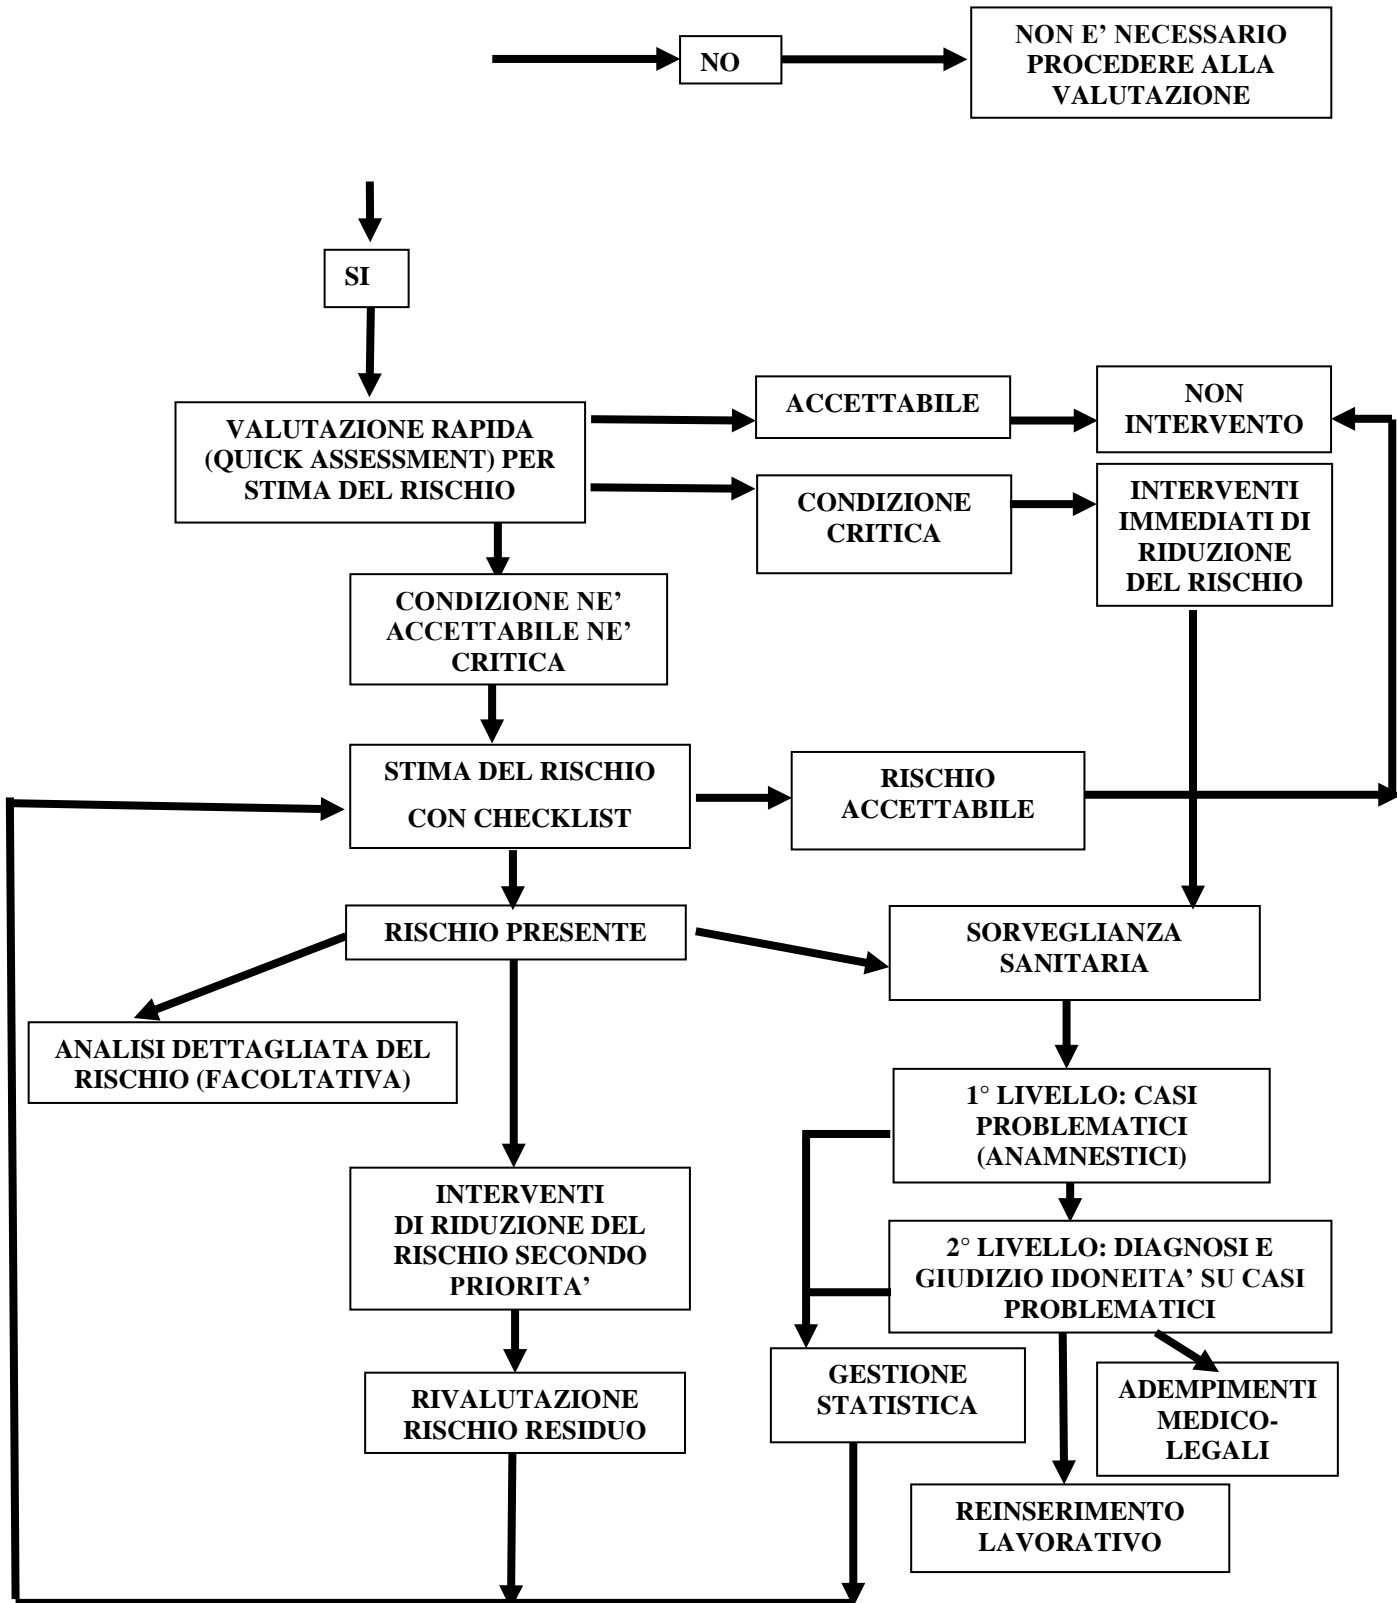 NO
NON E’ NECESSARIO
PROCEDERE ALLA
VALUTAZIONE
SI
VALUTAZIONE RAPIDA
(QUICK ASSESSMENT) PER
STIMA DEL RISCHIO
ACCETTABILE
NON
INTERVENTO
CONDIZIONE
CRITICA
INTERVENTI
IMMEDIATI DI
RIDUZIONE
DEL RISCHIO
CONDIZIONE NE’
ACCETTABILE NE’
CRITICA
STIMA DEL RISCHIO
CON CHECKLIST
RISCHIO
ACCETTABILE
RISCHIO PRESENTE
SORVEGLIANZA
SANITARIA
ANALISI DETTAGLIATA DEL
RISCHIO (FACOLTATIVA)
1° LIVELLO: CASI
PROBLEMATICI
(ANAMNESTICI)
INTERVENTI
DI RIDUZIONE DEL
RISCHIO SECONDO
PRIORITA’
2° LIVELLO: DIAGNOSI E
GIUDIZIO IDONEITA’ SU CASI
PROBLEMATICI
RIVALUTAZIONE
RISCHIO RESIDUO
GESTIONE
STATISTICA
ADEMPIMENTI
MEDICO-
LEGALI
REINSERIMENTO
LAVORATIVO